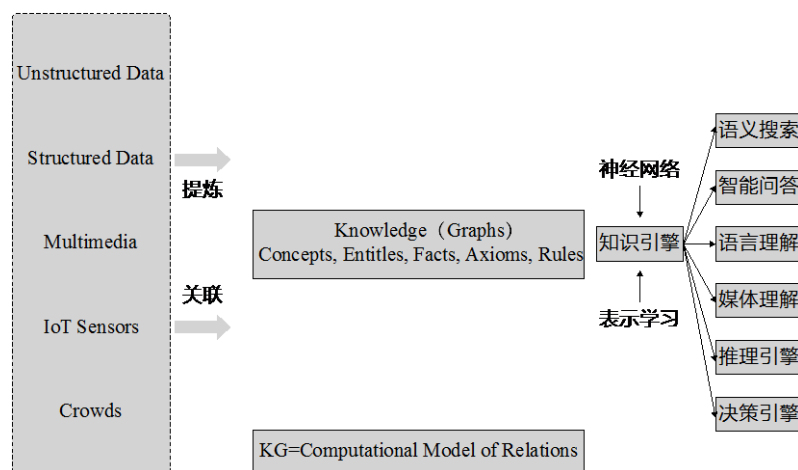 Unstructured Data
Structured Data
Multimedia
IoT Sensors
Crowds
提炼
关联
Knowledge（Graphs）
Concepts, Entitles, Facts, Axioms, Rules
KG=Computational Model of Relations
神经网络
知识引擎
表示学习
语义搜索
智能问答
语言理解
媒体理解
推理引擎
决策引擎